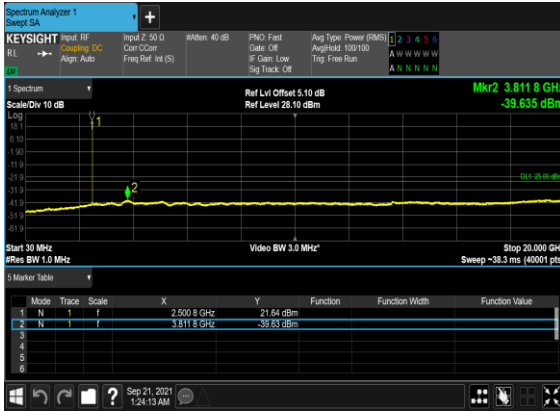 Spectrum Analyzer 1
Swept SA
+
KEYSIGHT Input: RF Input Z: 50 Ω #Atten: 40 dB PNO: Fast Avg Type: Power (RMS) 1 2 3 4 5 6
RL Coupling: DC Corr CCorr Gate: Off Avg|Hold: 100/100 A W W W W W
Align: Auto Freq Ref: Int (S) IF Gain: Low Trig: Free Run
Sig Track: Off A N N N N N
1 Spectrum
Scale/Div 10 dB
Ref Lvl Offset 5.10 dB
Ref Level 28.10 dBm
Mkr2 3.811 8 GHz
-39.635 dBm
Log
18.1
8.10
-1.90
-11.9
-21.9
-31.9
-41.9
-51.9
-61.9
1
2
DL1 -25.00 dBm
Start 30 MHz Video BW 3.0 MHz* Stop 20.000 GHz
#Res BW 1.0 MHz Sweep ~38.3 ms (40001 pts)
5 Marker Table
Mode Trace Scale X Y Function Function Width Function Value
1 N 1 f 2.500 8 GHz 21.64 dBm
2 N 1 f 3.811 8 GHz -39.63 dBm
3
4
5
6
? Sep 21, 2021
1:24:13 AM